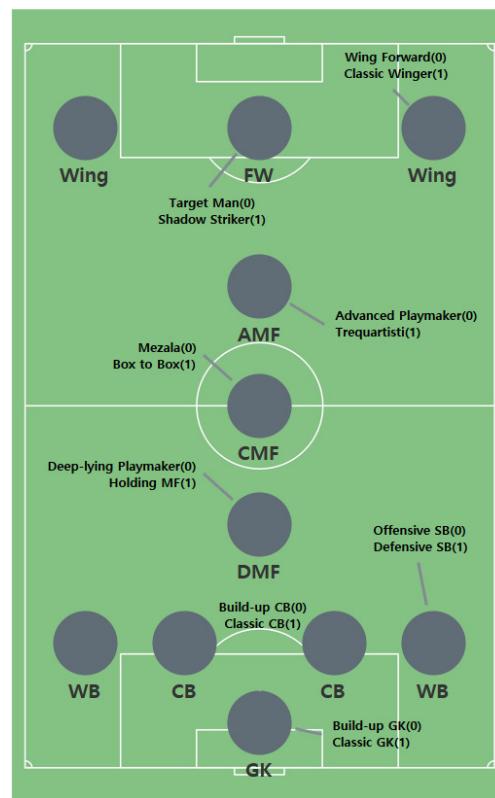 Wing Forward(0)
Classic Winger(1)
Wing
FW
Wing
Target Man(0)
Shadow Striker(1)
Advanced Playmaker(0)
Trequartisti(1)
AMF
Mezala(0)
Box to Box(1)
CMF
Deep-lying Playmaker(0)
Holding MF(1)
DMF
Offensive SB(0)
Defensive SB(1)
Build-up CB(0)
Classic CB(1)
WB
CB
CB
WB
Build-up GK(0)
Classic GK(1)
GK